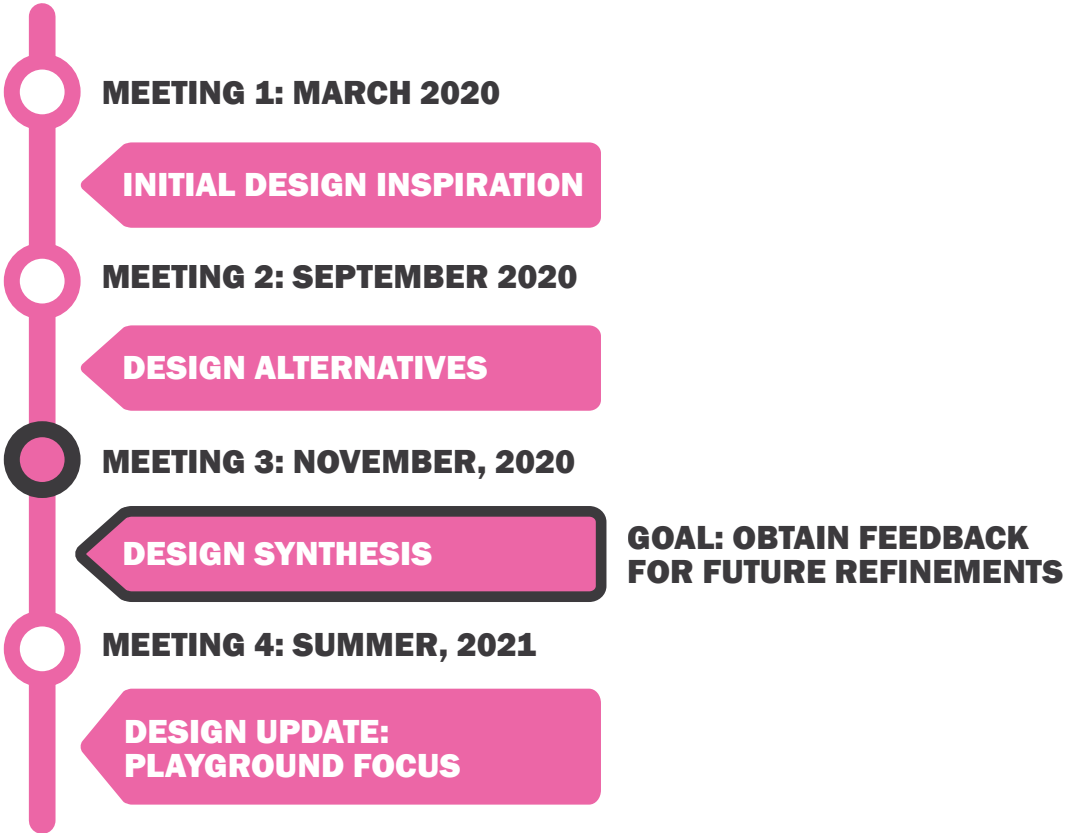 MEETING 1: MARCH 2020
INITIAL DESIGN INSPIRATION
MEETING 2: SEPTEMBER 2020
DESIGN ALTERNATIVES
MEETING 3: NOVEMBER, 2020
DESIGN SYNTHESIS
GOAL: OBTAIN FEEDBACK
FOR FUTURE REFINEMENTS
MEETING 4: SUMMER, 2021
DESIGN UPDATE:
PLAYGROUND FOCUS